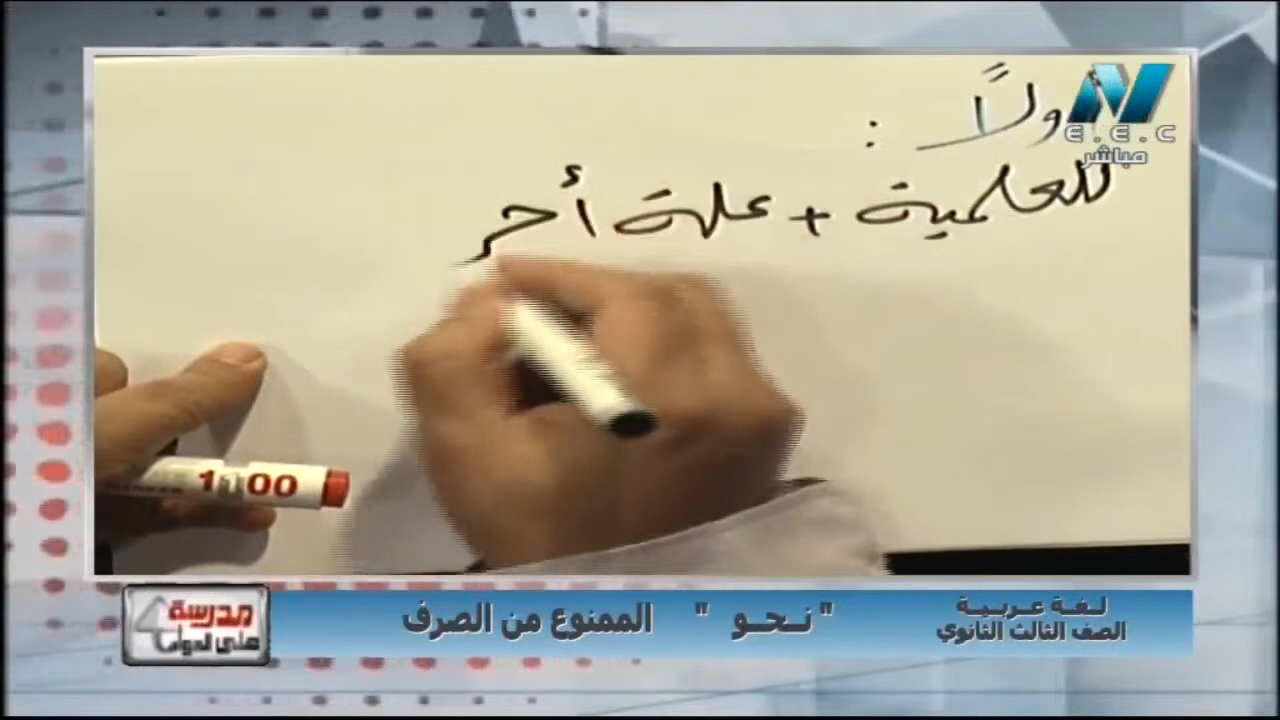 أولاً :
للعلمية + علة أخر
E.E.C
مباشر
1100
لغة عربية
الصف الثالث الثانوي
" نحو " الممنوع من الصرف
مدرسة
على الهواء